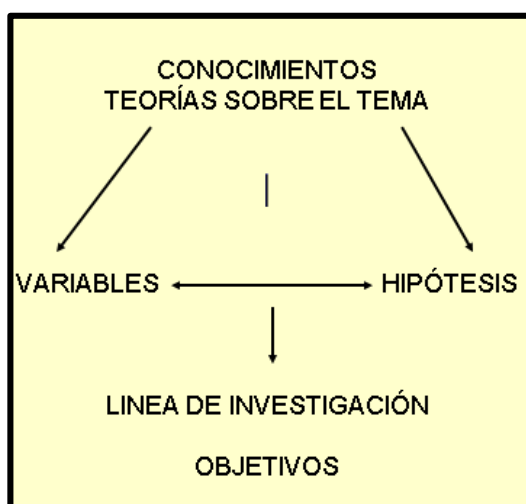 CONOCIMIENTOS
TEORÍAS SOBRE EL TEMA
VARIABLES
HIPÓTESIS
LINEA DE INVESTIGACIÓN
OBJETIVOS